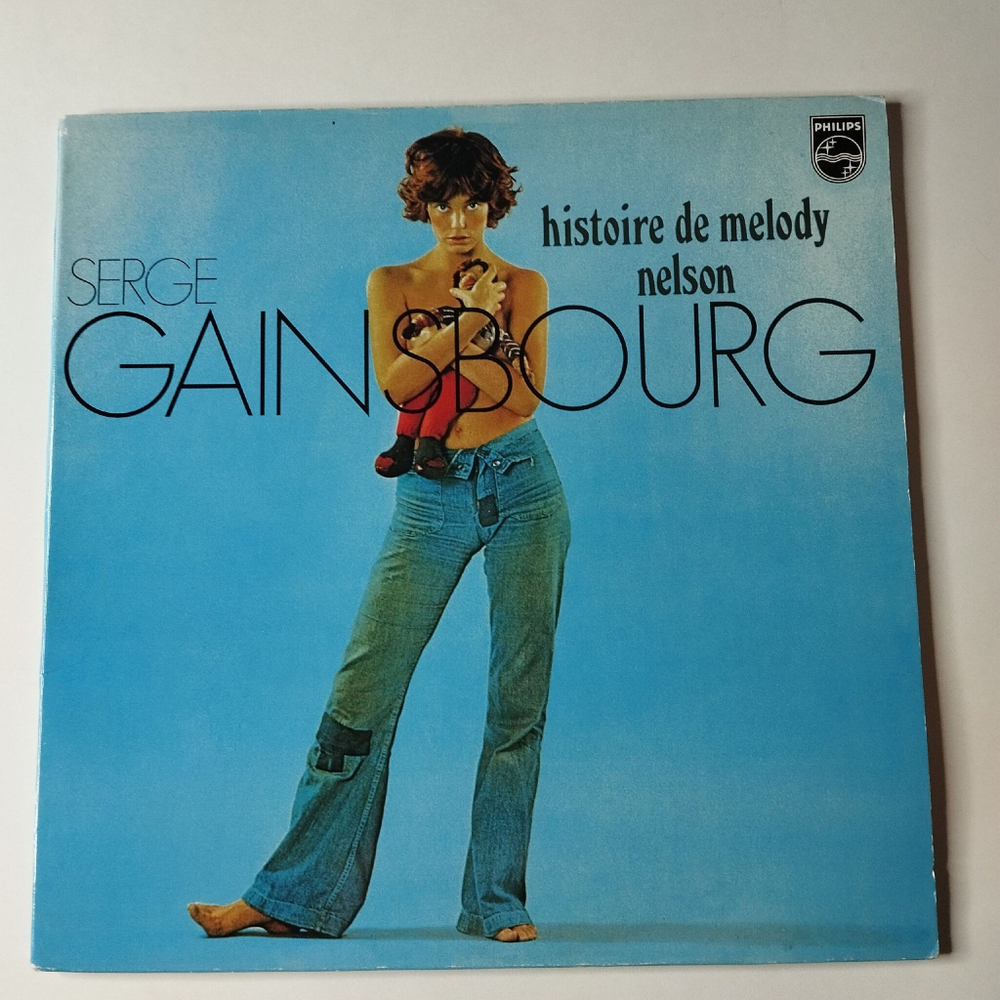 PHILIPS
histoire de melody
nelson
SERGE
GAINSBOURG